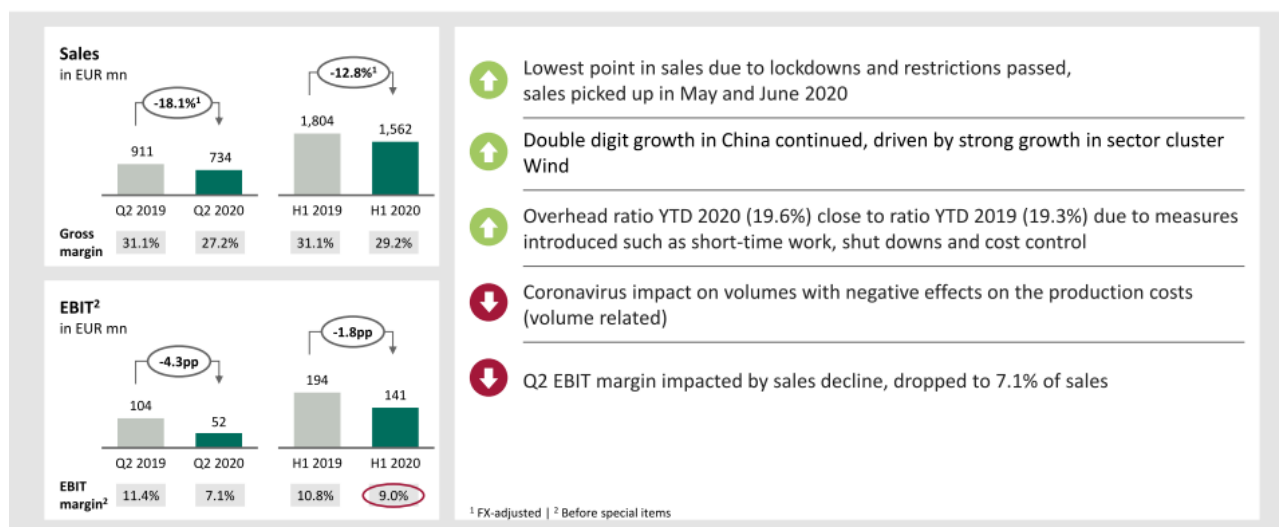 Sales
in EUR mn
-18.1%¹
-12.8%¹
911
734
1,804
1,562
Q2 2019 Q2 2020 H1 2019 H1 2020
Gross
margin
31.1% 27.2% 31.1% 29.2%
EBIT²
in EUR mn
-4.3pp
-1.8pp
104
52
194
141
Q2 2019 Q2 2020 H1 2019 H1 2020
EBIT
margin²
11.4% 7.1% 10.8% 9.0%
Lowest point in sales due to lockdowns and restrictions passed,
sales picked up in May and June 2020
Double digit growth in China continued, driven by strong growth in sector cluster
Wind
Overhead ratio YTD 2020 (19.6%) close to ratio YTD 2019 (19.3%) due to measures
introduced such as short-time work, shut downs and cost control
Coronavirus impact on volumes with negative effects on the production costs
(volume related)
Q2 EBIT margin impacted by sales decline, dropped to 7.1% of sales
¹ FX-adjusted | ² Before special items